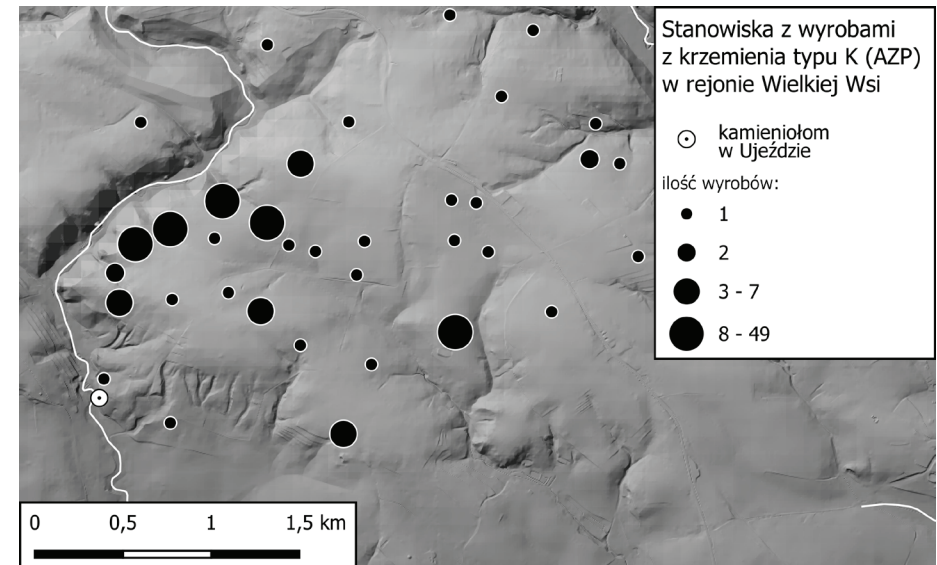 Stanowiska z wyrobami
z krzemienia typu K (AZP)
w rejonie Wielkiej Wsi
kamieniołom
w Ujeździe
ilość wyrobów:
1
2
3 - 7
8 - 49
0 0,5 1 1,5 km